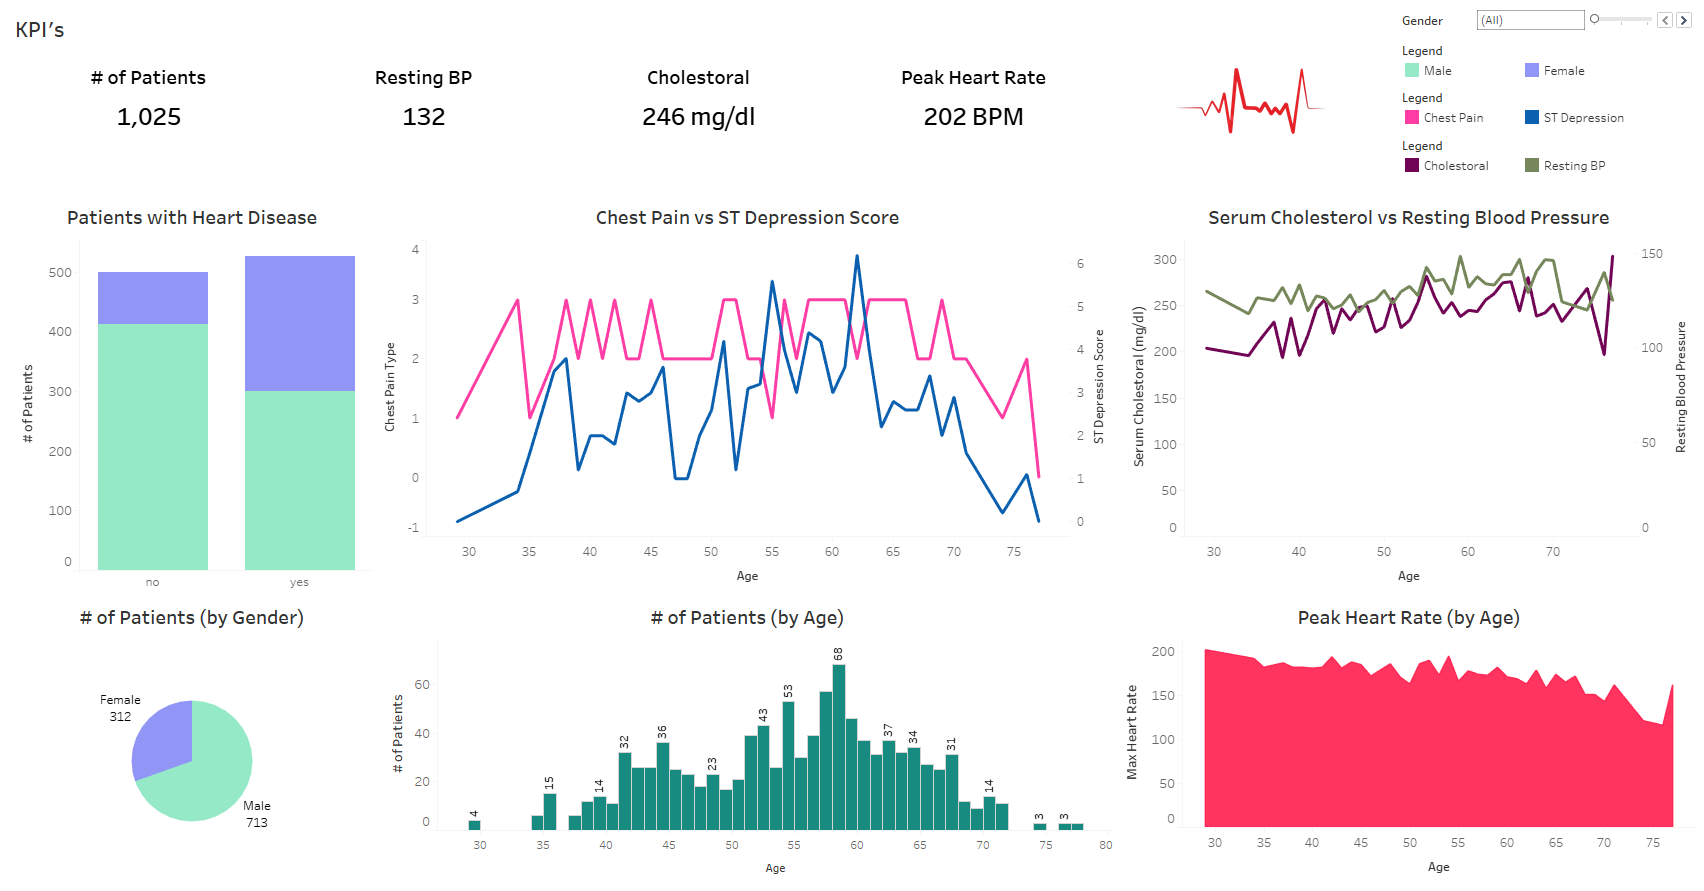 KPI's
Gender (All)
Legend
Male Female
Legend
Chest Pain ST Depression
Legend
Cholestoral Resting BP
# of Patients
1,025
Resting BP
132
Cholestoral
246 mg/dl
Peak Heart Rate
202 BPM
Patients with Heart Disease
# of Patients
500
400
300
200
100
0
no yes
Chest Pain vs ST Depression Score
Chest Pain Type
4
3
2
1
0
-1
30 35 40 45 50 55 60 65 70 75
Age
6
5
4
3
2
1
0
ST Depression Score
Serum Cholesterol vs Resting Blood Pressure
Serum Cholestoral (mg/dl)
300
250
200
150
100
50
0
30 40 50 60 70
Age
150
100
50
0
Resting Blood Pressure
# of Patients (by Gender)
Female
312
Male
713
# of Patients (by Age)
# of Patients
60
40
20
0
4 15 14 32 36 23 43 53 68 37 34 31 14 3 3
30 35 40 45 50 55 60 65 70 75 80
Age
Peak Heart Rate (by Age)
Max Heart Rate
200
150
100
50
0
30 35 40 45 50 55 60 65 70 75
Age